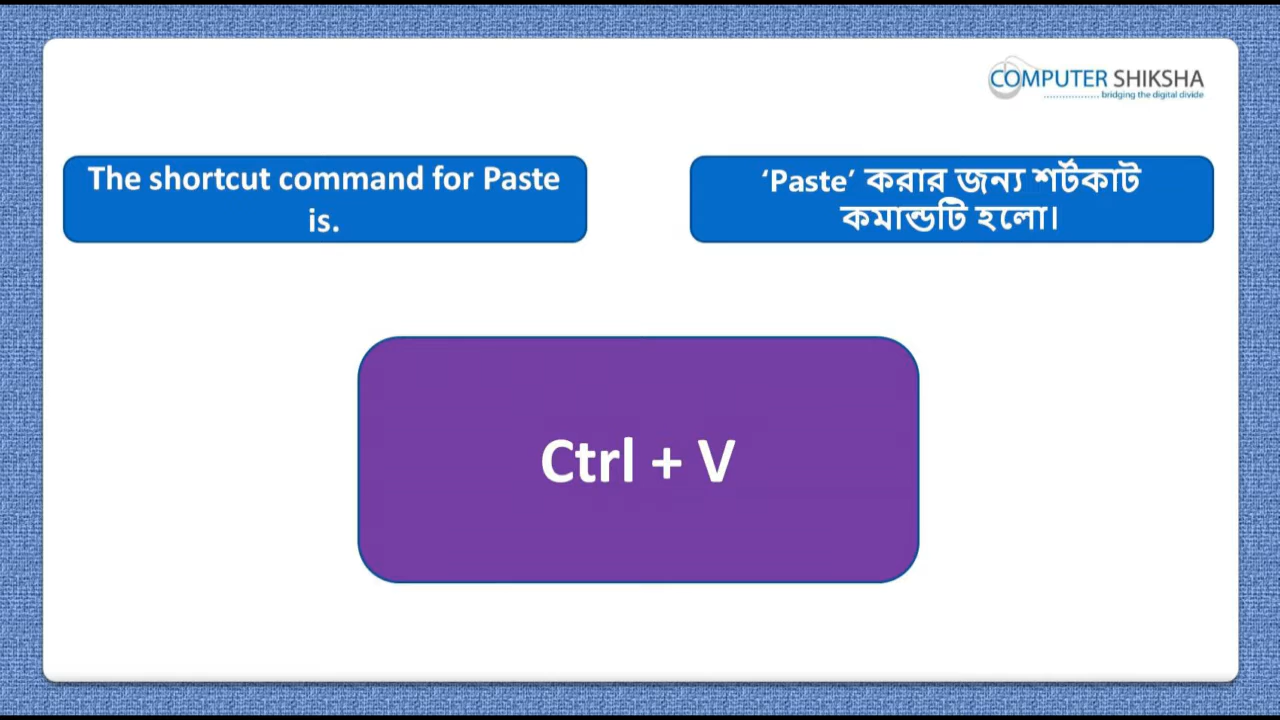 COMPUTER SHIKSHA
bridging the digital divide
The shortcut command for Paste
is.
‘Paste’ করার জন্য শর্টকাট
কমান্ডটি হলো।
Ctrl + V